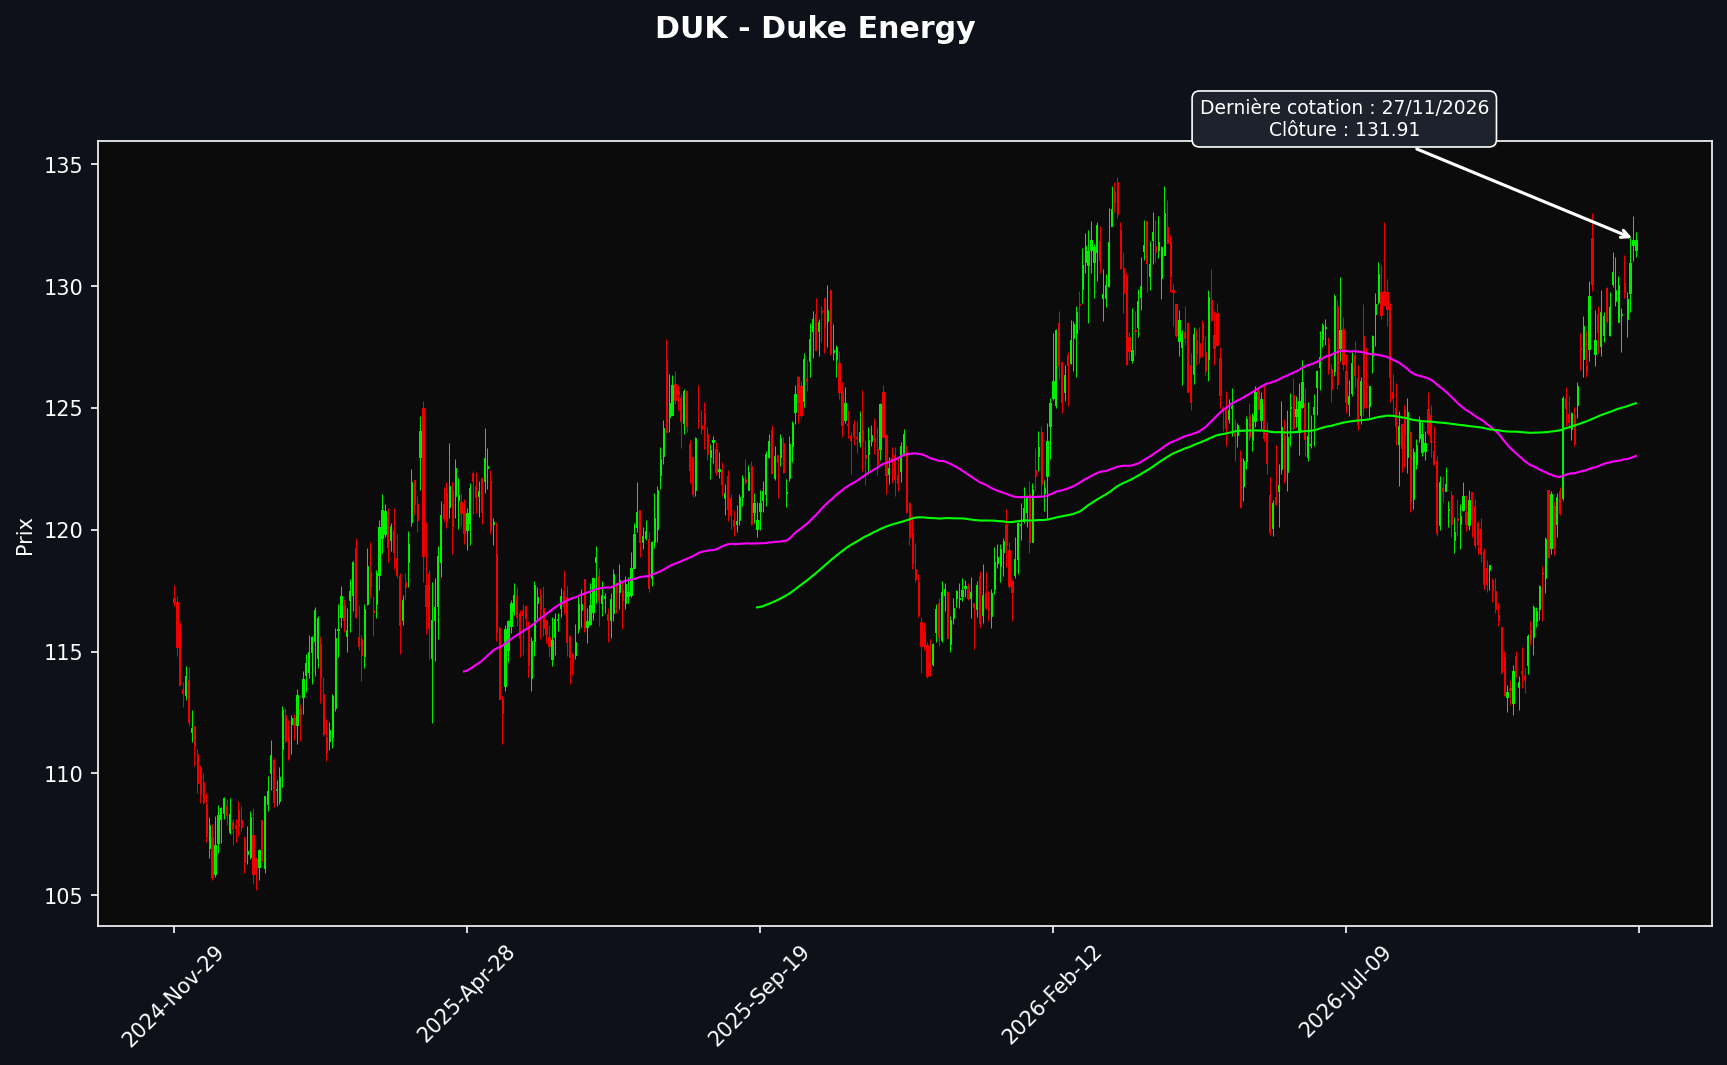 DUK - Duke Energy
Dernière cotation : 27/11/2026
Clôture : 131.91
135
130
125
120
115
110
105
Prix
2024-Nov-29
2025-Apr-28
2025-Sep-19
2026-Feb-12
2026-Jul-09